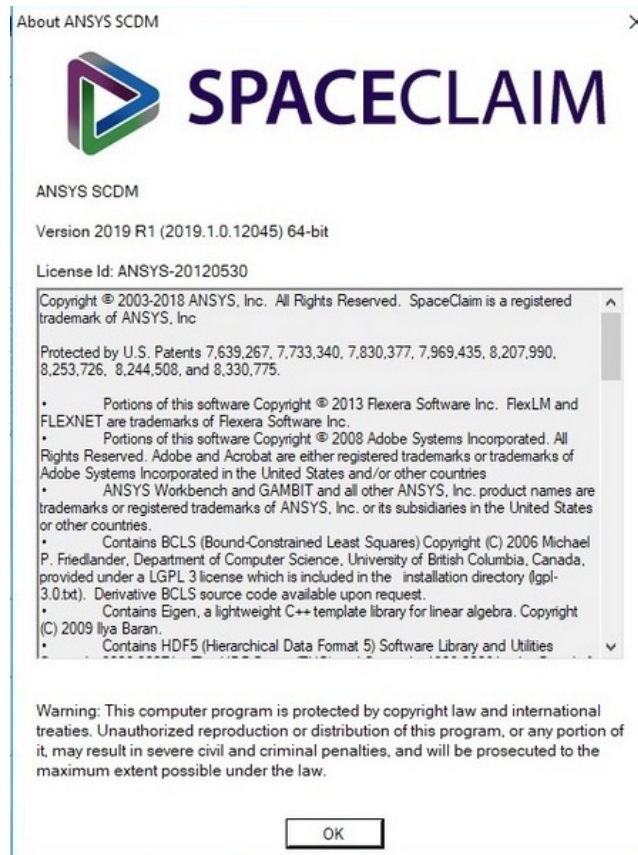 About ANSYS SCDM
SPACECLAIM
ANSYS SCDM
Version 2019 R1 (2019.1.0.12045) 64-bit
License Id: ANSYS-20120530
Copyright © 2003-2018 ANSYS, Inc. All Rights Reserved. SpaceClaim is a registered
trademark of ANSYS, Inc
Protected by U.S. Patents 7,639,267, 7,733,340, 7,830,377, 7,969,435, 8,207,990,
8,253,726, 8,244,508, and 8,330,775.
• Portions of this software Copyright © 2013 Flexera Software Inc. FlexLM and
FLEXNET are trademarks of Flexera Software Inc.
• Portions of this software Copyright © 2008 Adobe Systems Incorporated. All
Rights Reserved. Adobe and Acrobat are either registered trademarks or trademarks of
Adobe Systems Incorporated in the United States and/or other countries
• ANSYS Workbench and GAMBIT and all other ANSYS, Inc. product names are
trademarks or registered trademarks of ANSYS, Inc. or its subsidiaries in the United States
or other countries.
• Contains BCLS (Bound-Constrained Least Squares) Copyright (C) 2006 Michael
P. Friedlander, Department of Computer Science, University of British Columbia, Canada,
provided under a LGPL 3 license which is included in the installation directory (lgpl-
3.0.txt). Derivative BCLS source code available upon request.
• Contains Eigen, a lightweight C++ template library for linear algebra. Copyright
(C) 2009 Ilya Baran.
• Contains HDF5 (Hierarchical Data Format 5) Software Library and Utilities
Warning: This computer program is protected by copyright law and international
treaties. Unauthorized reproduction or distribution of this program, or any portion of
it, may result in severe civil and criminal penalties, and will be prosecuted to the
maximum extent possible under the law.
OK